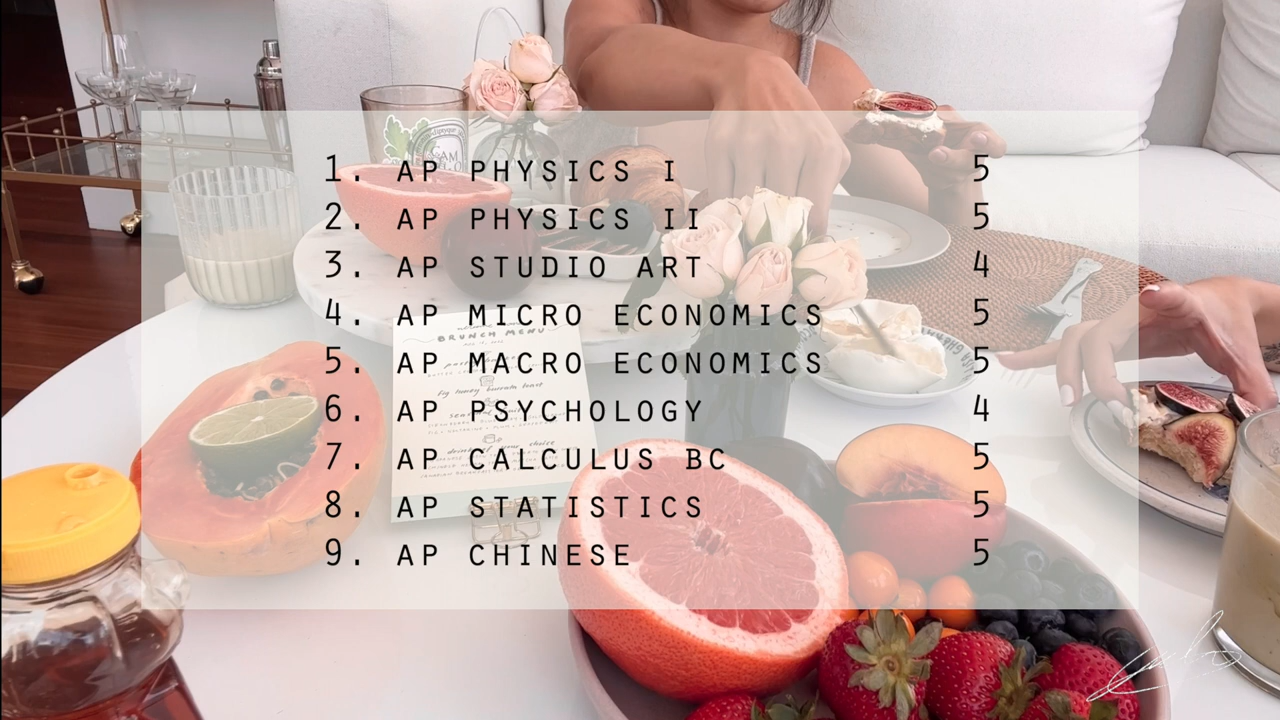 1. AP PHYSICS I 5
2. AP PHYSICS II 5
3. AP STUDIO ART 4
4. AP MICRO ECONOMICS 5
5. AP MACRO ECONOMICS 5
6. AP PSYCHOLOGY 4
7. AP CALCULUS BC 5
8. AP STATISTICS 5
9. AP CHINESE 5
BRUNCH MENU